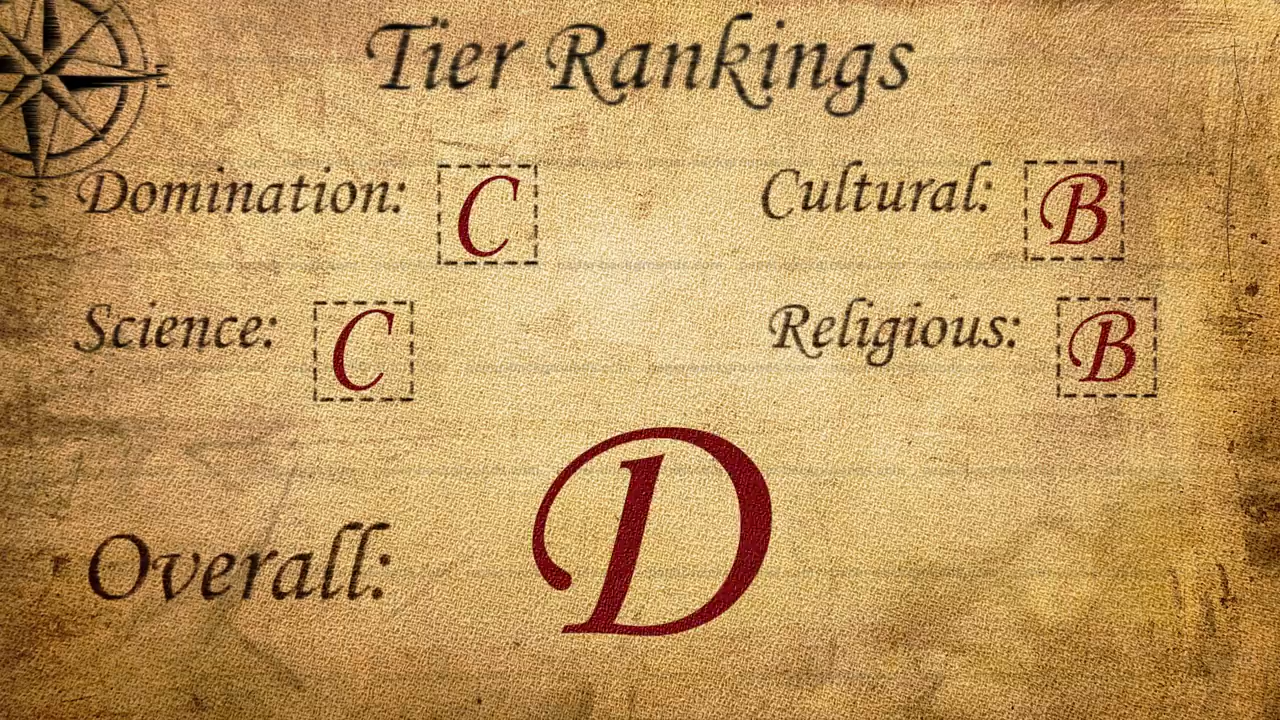 Tier Rankings
Domination: C
Cultural: B
Science: C
Religious: B
Overall: D